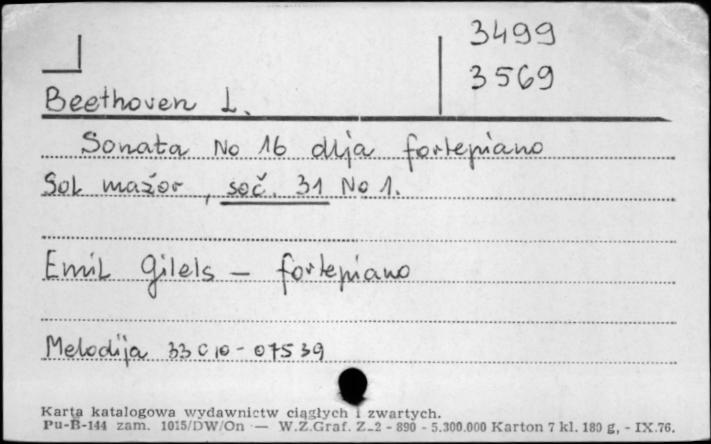 3499
3569
Beethoven L.
Sonata No 16 dlja fortepiano
Sol mažor, soč. 31 No 1.
Emil Gilels – fortepiano
Melodija 33 C 10 - 07539
Karta katalogowa wydawnictw ciągłych i zwartych.
Pu-B-144 zam. 1015/DW/On — W.Z.Graf. Z-2 - 890 - 5.300.000 Karton 7 kl. 180 g, - IX.76.